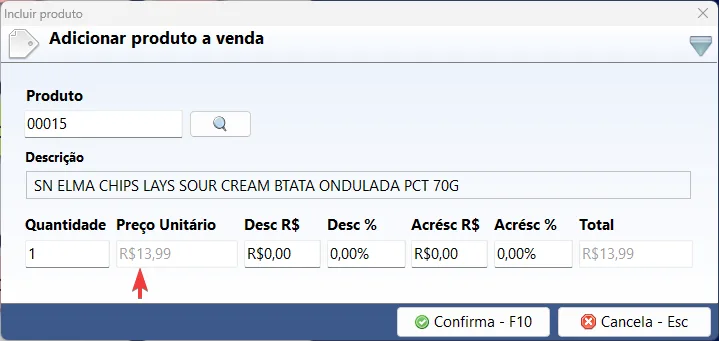 Incluir produto
Adicionar produto a venda
Produto
00015
Descrição
SN ELMA CHIPS LAYS SOUR CREAM BTATA ONDULADA PCT 70G
Quantidade Preço Unitário Desc R$ Desc % Acrésc R$ Acrésc % Total
1 R$13,99 R$0,00 0,00% R$0,00 0,00% R$13,99
Confirma - F10 Cancela - Esc